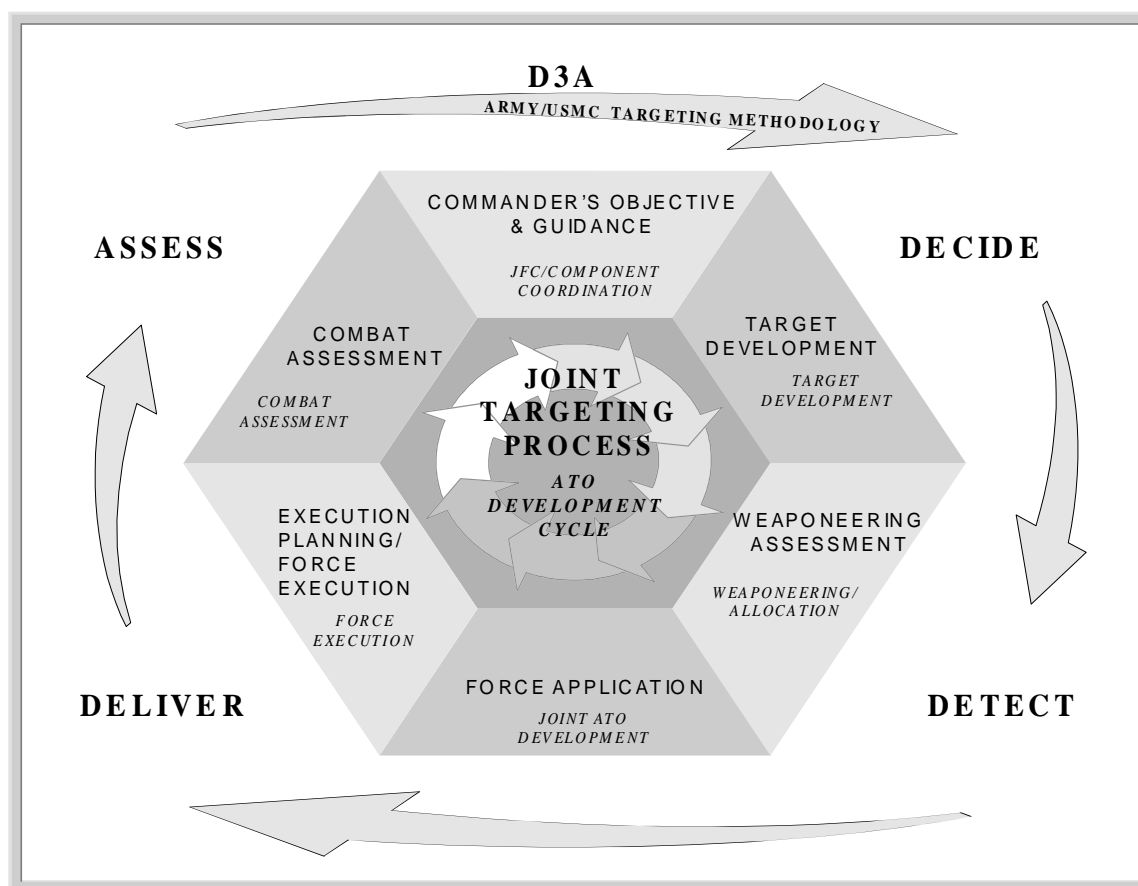 D3A
ARMY/USMC TARGETING METHODOLOGY
COMMANDER'S OBJECTIVE
& GUIDANCE
JFC/COMPONENT
COORDINATION
ASSESS
DECIDE
COMBAT
ASSESSMENT
COMBAT
ASSESSMENT
TARGET
DEVELOPMENT
TARGET
DEVELOPMENT
JOINT
TARGETING
PROCESS
ATO
DEVELOPMENT
CYCLE
EXECUTION
PLANNING/
FORCE
EXECUTION
FORCE
EXECUTION
WEAPONEERING
ASSESSMENT
WEAPONEERING/
ALLOCATION
FORCE APPLICATION
JOINT ATO
DEVELOPMENT
DELIVER
DETECT